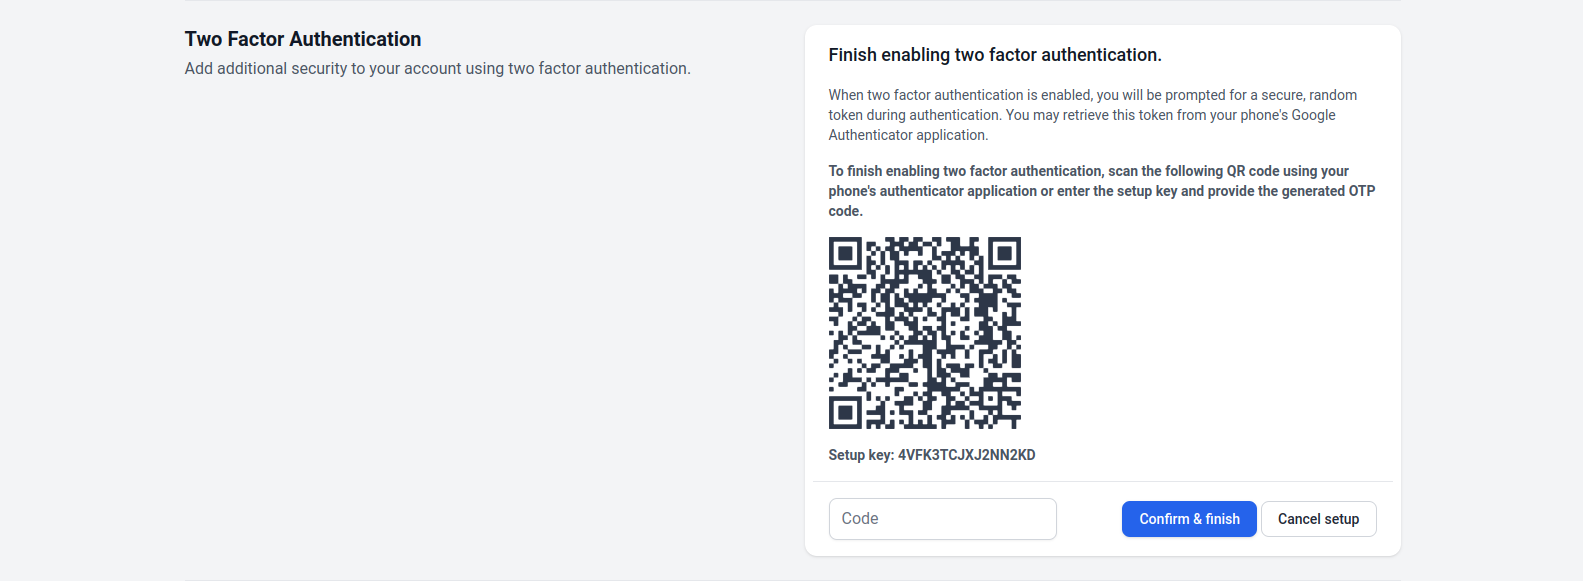 Two Factor Authentication
Add additional security to your account using two factor authentication.
Finish enabling two factor authentication.
When two factor authentication is enabled, you will be prompted for a secure, random
token during authentication. You may retrieve this token from your phone's Google
Authenticator application.
To finish enabling two factor authentication, scan the following QR code using your
phone's authenticator application or enter the setup key and provide the generated OTP
code.
Setup key: 4VFK3TCJXJ2NN2KD
Code
Confirm & finish
Cancel setup